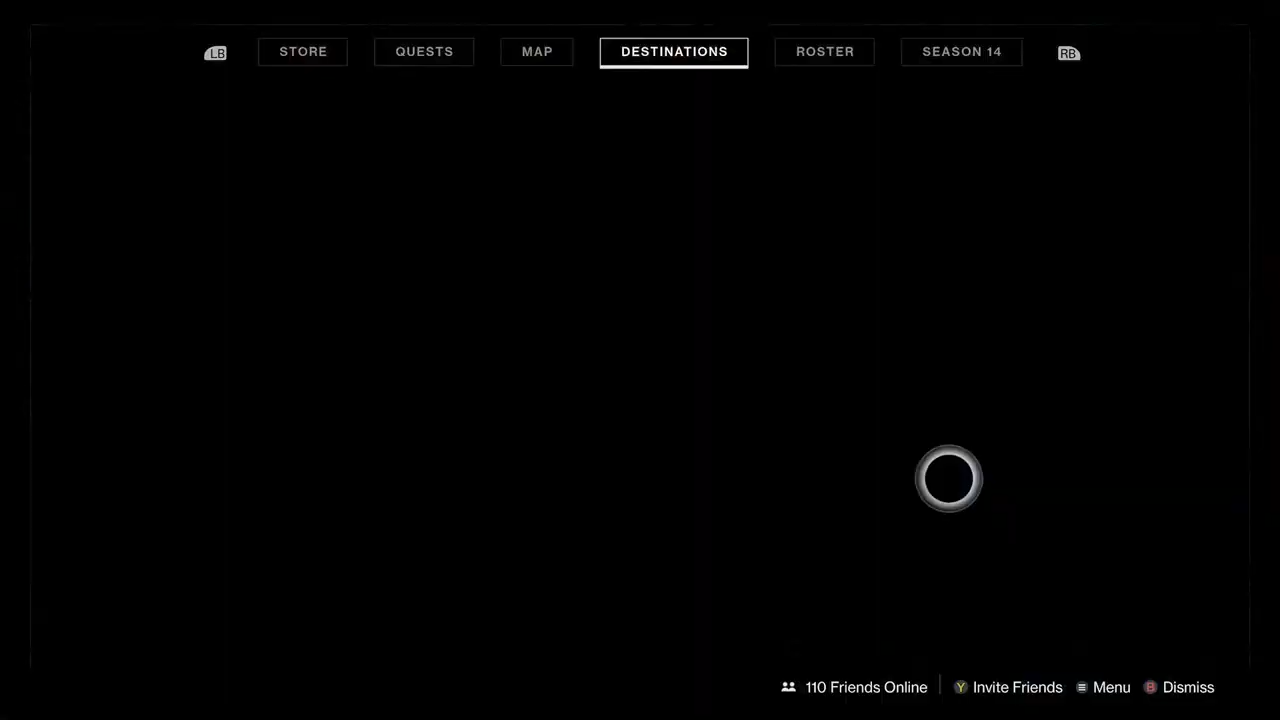 LB STORE QUESTS MAP DESTINATIONS ROSTER SEASON 14 RB
110 Friends Online Y Invite Friends Menu B Dismiss